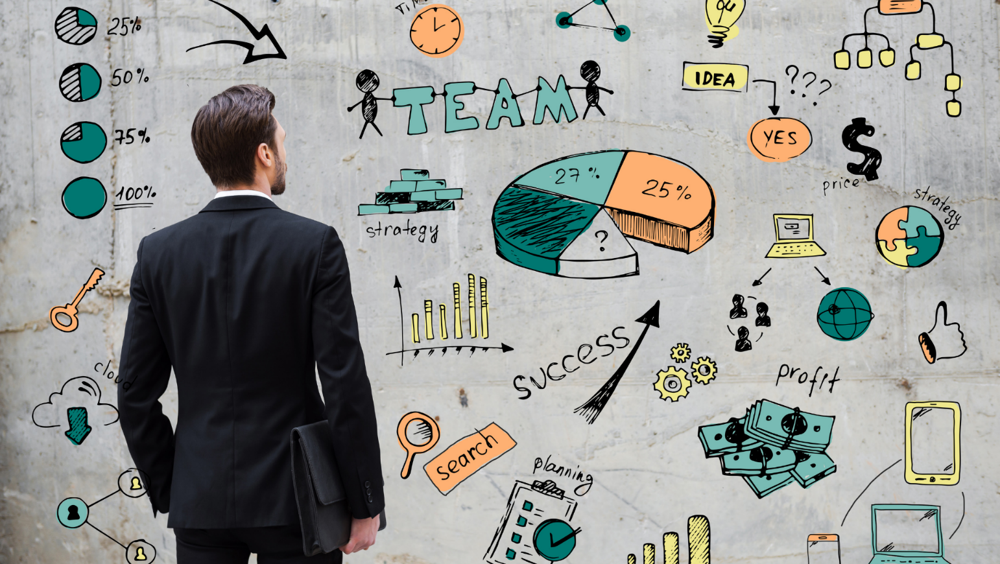 25%
50%
75%
100%
TEAM
IDEA
???
YES
$
price
strategy
27%
25%
?
strategy
cloud
success
profit
search
planning